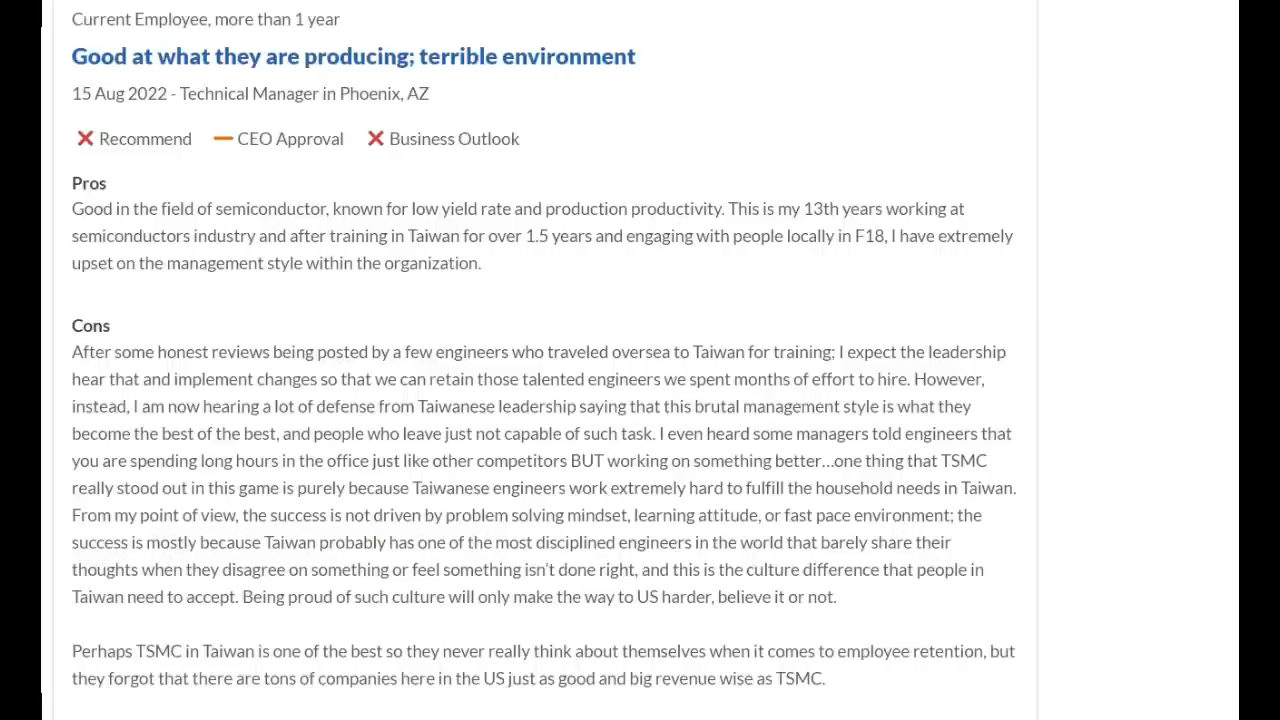 Current Employee, more than 1 year
Good at what they are producing; terrible environment
15 Aug 2022 - Technical Manager in Phoenix, AZ
Recommend CEO Approval Business Outlook
Pros
Good in the field of semiconductor, known for low yield rate and production productivity. This is my 13th years working at
semiconductors industry and after training in Taiwan for over 1.5 years and engaging with people locally in F18, I have extremely
upset on the management style within the organization.
Cons
After some honest reviews being posted by a few engineers who traveled oversea to Taiwan for training; I expect the leadership
hear that and implement changes so that we can retain those talented engineers we spent months of effort to hire. However,
instead, I am now hearing a lot of defense from Taiwanese leadership saying that this brutal management style is what they
become the best of the best, and people who leave just not capable of such task. I even heard some managers told engineers that
you are spending long hours in the office just like other competitors BUT working on something better...one thing that TSMC
really stood out in this game is purely because Taiwanese engineers work extremely hard to fulfill the household needs in Taiwan.
From my point of view, the success is not driven by problem solving mindset, learning attitude, or fast pace environment; the
success is mostly because Taiwan probably has one of the most disciplined engineers in the world that barely share their
thoughts when they disagree on something or feel something isn't done right, and this is the culture difference that people in
Taiwan need to accept. Being proud of such culture will only make the way to US harder, believe it or not.
Perhaps TSMC in Taiwan is one of the best so they never really think about themselves when it comes to employee retention, but
they forgot that there are tons of companies here in the US just as good and big revenue wise as TSMC.